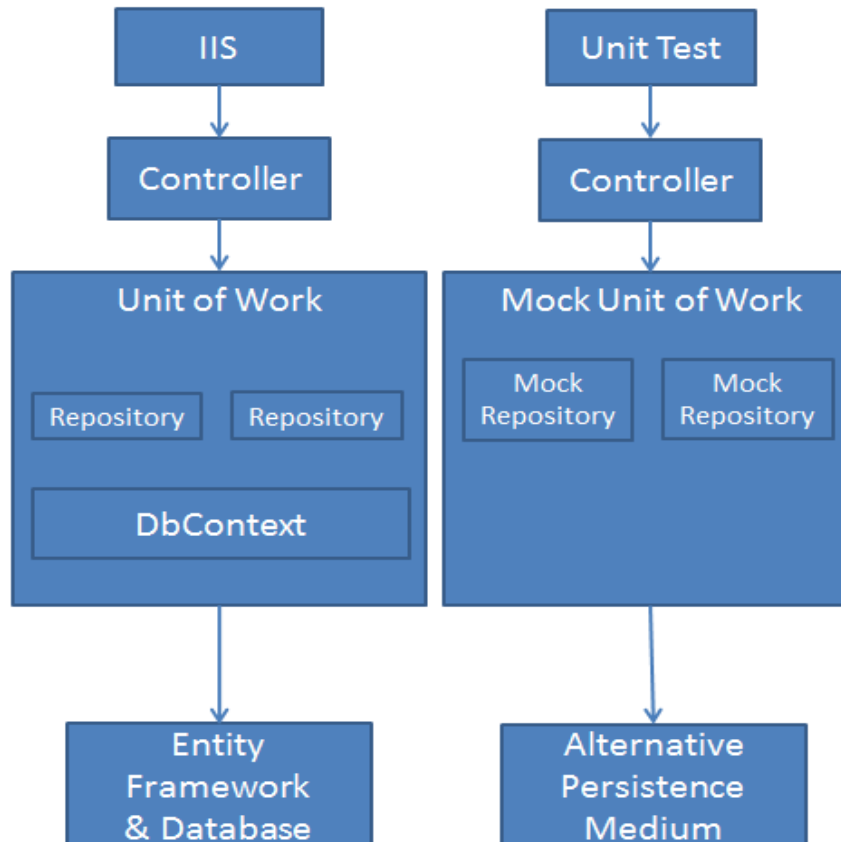 IIS
Controller
Unit of Work
Repository
Repository
DbContext
Entity
Framework
& Database
Unit Test
Controller
Mock Unit of Work
Mock
Repository
Mock
Repository
Alternative
Persistence
Medium